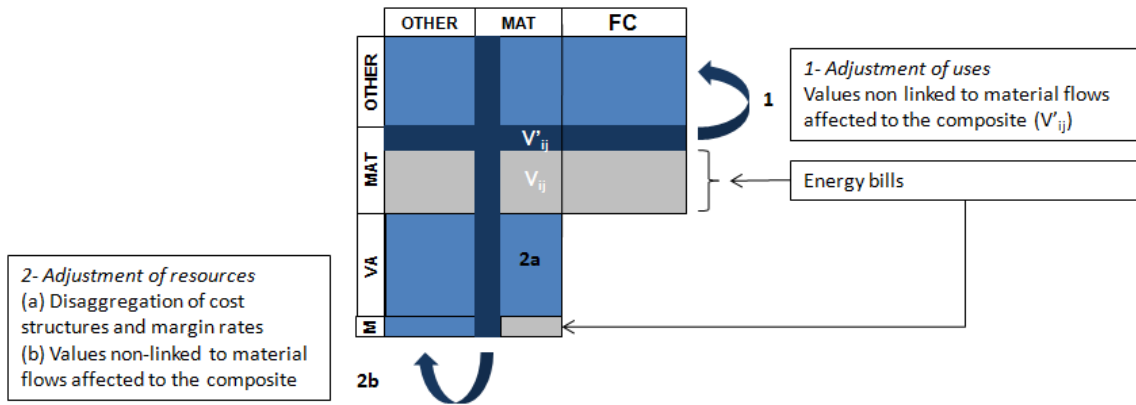 OTHER MAT FC
OTHER
MAT
VA
M
V'ij
Vij
2a
1
1- Adjustment of uses
Values non linked to material flows
affected to the composite (V'ij)
Energy bills
2- Adjustment of resources
(a) Disaggregation of cost
structures and margin rates
(b) Values non-linked to material
flows affected to the composite
2b